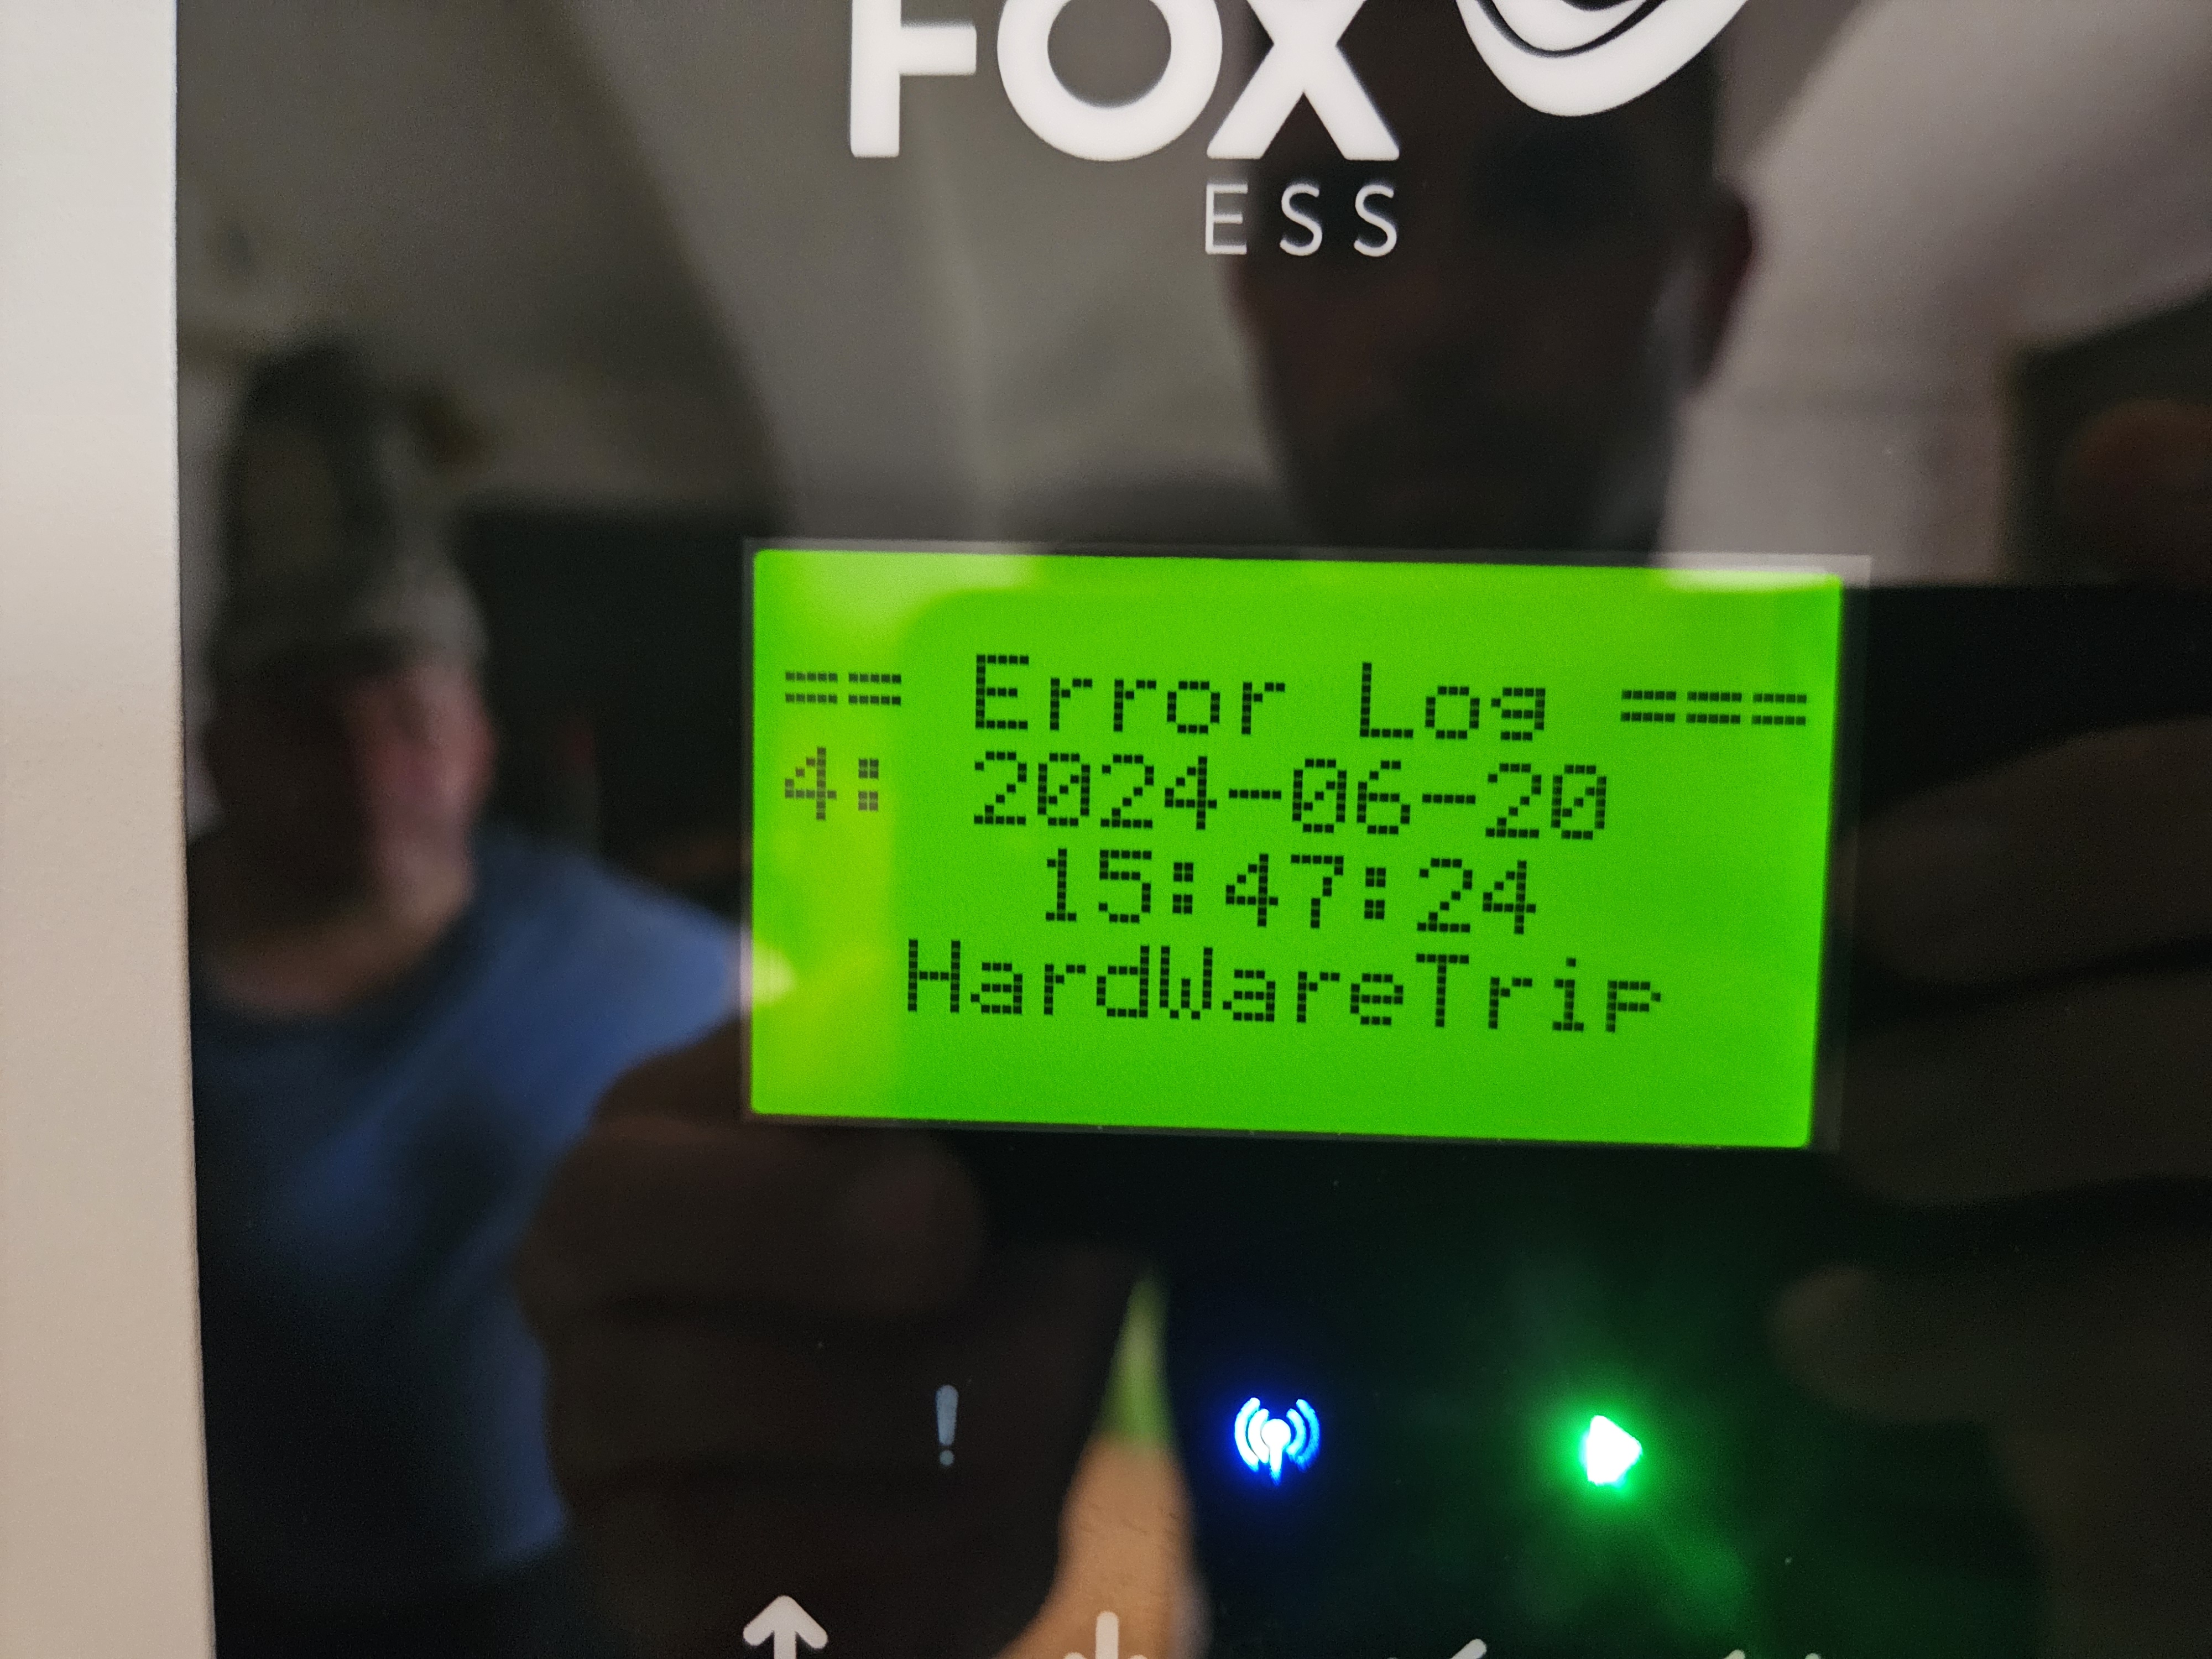 FOX
ESS
== Error Log ===
4: 2024-06-20
15:47:24
HardWareTrip